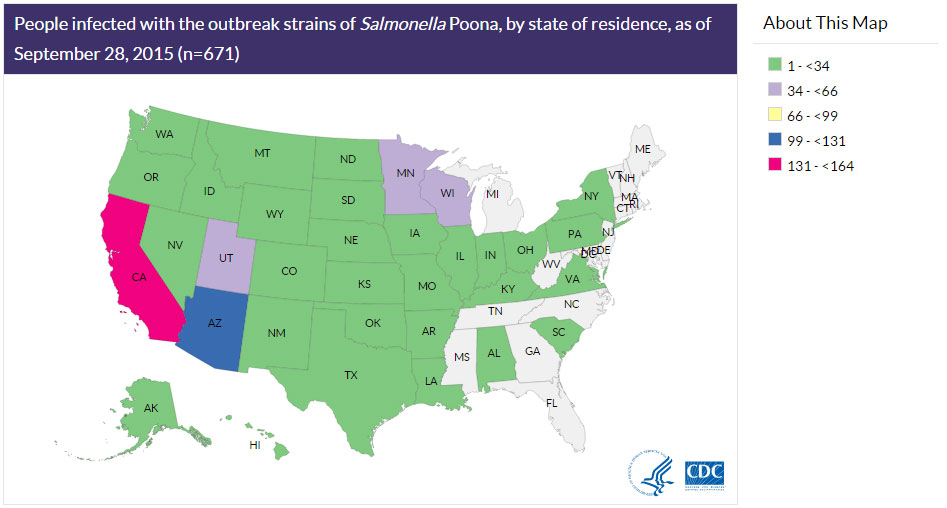 People infected with the outbreak strains of Salmonella Poona, by state of residence, as of
September 28, 2015 (n=671)
About This Map
1 - <34
34 - <66
66 - <99
99 - <131
131 - <164
WA
MT
ND
MN
ME
OR
ID
SD
WI
MI
VT
NH
NY
MA
CT
RI
WY
NV
NE
IA
PA
NJ
UT
CO
IL
IN
OH
MD
DE
DC
WV
VA
CA
KS
MO
KY
AZ
NM
OK
AR
TN
NC
SC
TX
LA
MS
AL
GA
FL
AK
HI
CDC